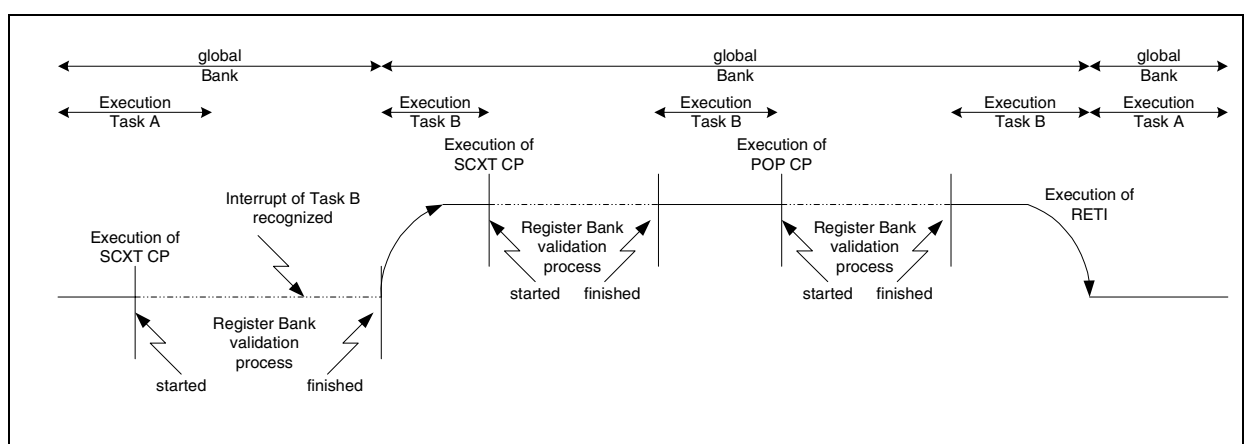 global
Bank
global
Bank
global
Bank
Execution
Task A
Execution
Task B
Execution
Task B
Execution
Task B
Execution
Task A
Execution of
SCXT CP
Execution of
POP CP
Interrupt of Task B
recognized
Execution of
RETI
Execution of
SCXT CP
Register Bank
validation
process
Register Bank
validation
process
started
finished
started
finished
Register Bank
validation
process
started
finished